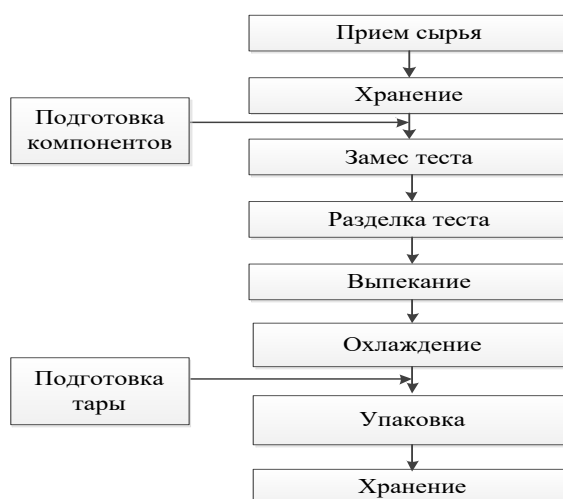 Прием сырья
Хранение
Подготовка
компонентов
Замес теста
Разделка теста
Выпекание
Охлаждение
Подготовка
тары
Упаковка
Хранение